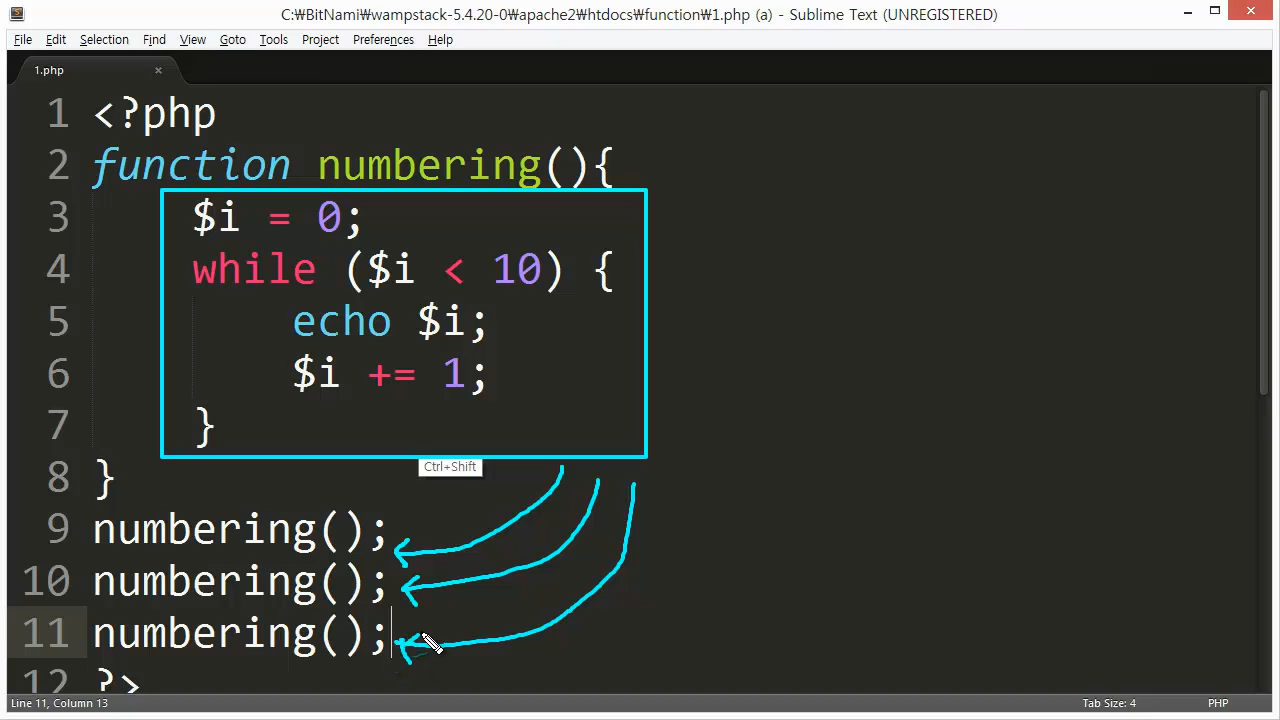 C:₩BitNami₩wampstack-5.4.20-0₩apache2₩htdocs₩function₩1.php (a) - Sublime Text (UNREGISTERED)
File Edit Selection Find View Goto Tools Project Preferences Help
1.php
1 <?php
2 function numbering(){
3 $i = 0;
4 while ($i < 10) {
5 echo $i;
6 $i += 1;
7 }
Ctrl+Shift
8 }
9 numbering();
10 numbering();
11 numbering();
12 ?>
Line 11, Column 13 Tab Size: 4 PHP